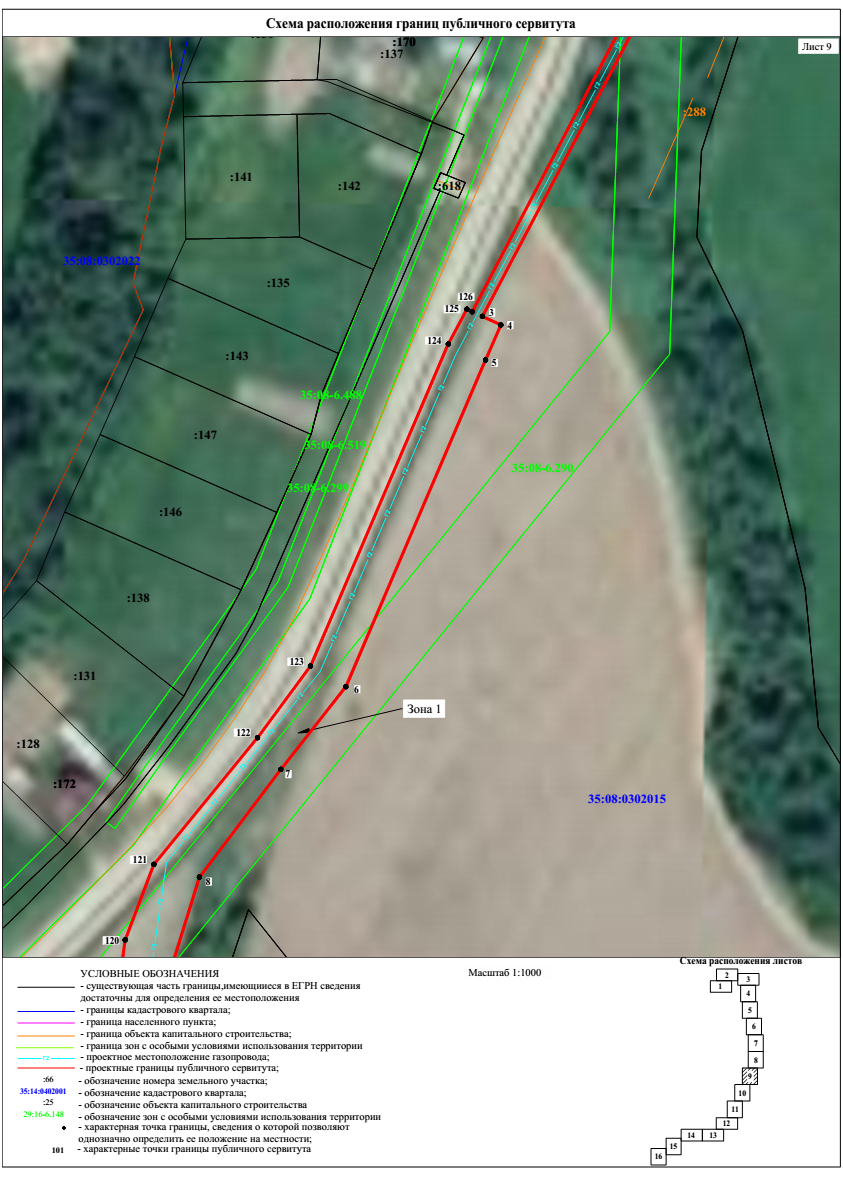 Схема расположения границ публичного сервитута
Лист 9
:170
:137
:288
:141
:142
:618
35:08:0302022
:135
126
125
3
4
124
5
:143
35:08-6.488
:147
35:08-6.519
35:08-6.290
35:08-6.299
:146
:138
123
:131
6
Зона 1
122
:128
7
:172
35:08:0302015
121
8
120
УСЛОВНЫЕ ОБОЗНАЧЕНИЯ
- существующая часть границы,имеющиеся в ЕГРН сведения
достаточны для определения ее местоположения
- границы кадастрового квартала;
- граница населенного пункта;
- граница объекта капитального строительства;
- граница зон с особыми условиями использования территории
- проектное местоположение газопровода;
- проектные границы публичного сервитута;
:66 - обозначение номера земельного участка;
35:14:0402001 - обозначение кадастрового квартала;
:25 - обозначение объекта капитального строительства
29:16-6.148 - обозначение зон с особыми условиями использования территории
- характерная точка границы, сведения о которой позволяют
однозначно определить ее положение на местности;
101 - характерные точки границы публичного сервитута
Масштаб 1:1000
Схема расположения листов
2
3
1
4
5
6
7
8
9
10
11
12
14 13
15
16